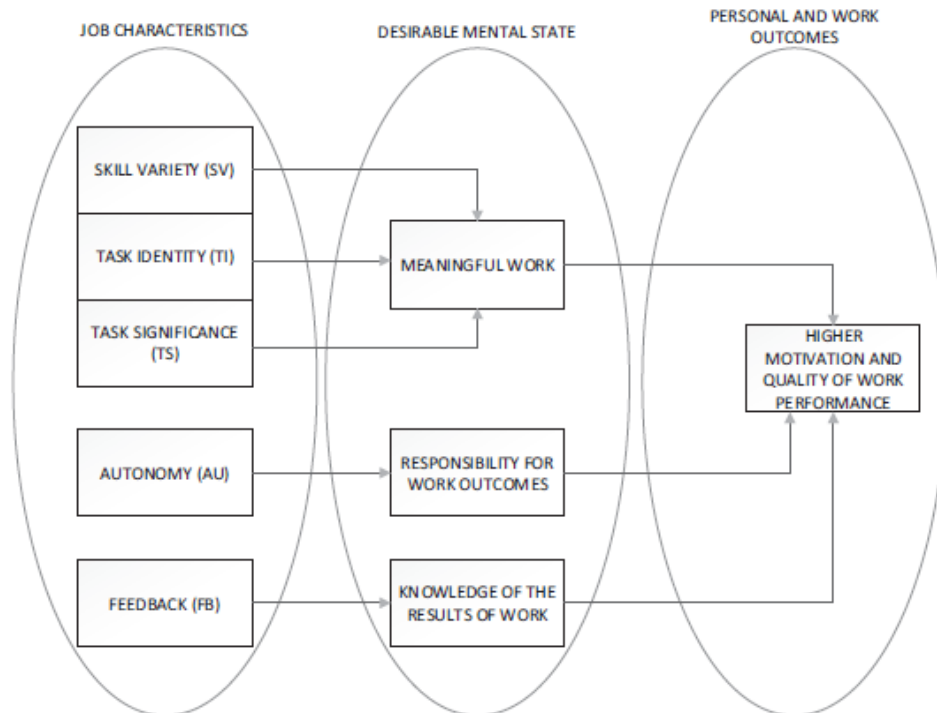 JOB CHARACTERISTICS
DESIRABLE MENTAL STATE
PERSONAL AND WORK
OUTCOMES
SKILL VARIETY (SV)
TASK IDENTITY (TI)
TASK SIGNIFICANCE
(TS)
AUTONOMY (AU)
FEEDBACK (FB)
MEANINGFUL WORK
RESPONSIBILITY FOR
WORK OUTCOMES
KNOWLEDGE OF THE
RESULTS OF WORK
HIGHER
MOTIVATION AND
QUALITY OF WORK
PERFORMANCE